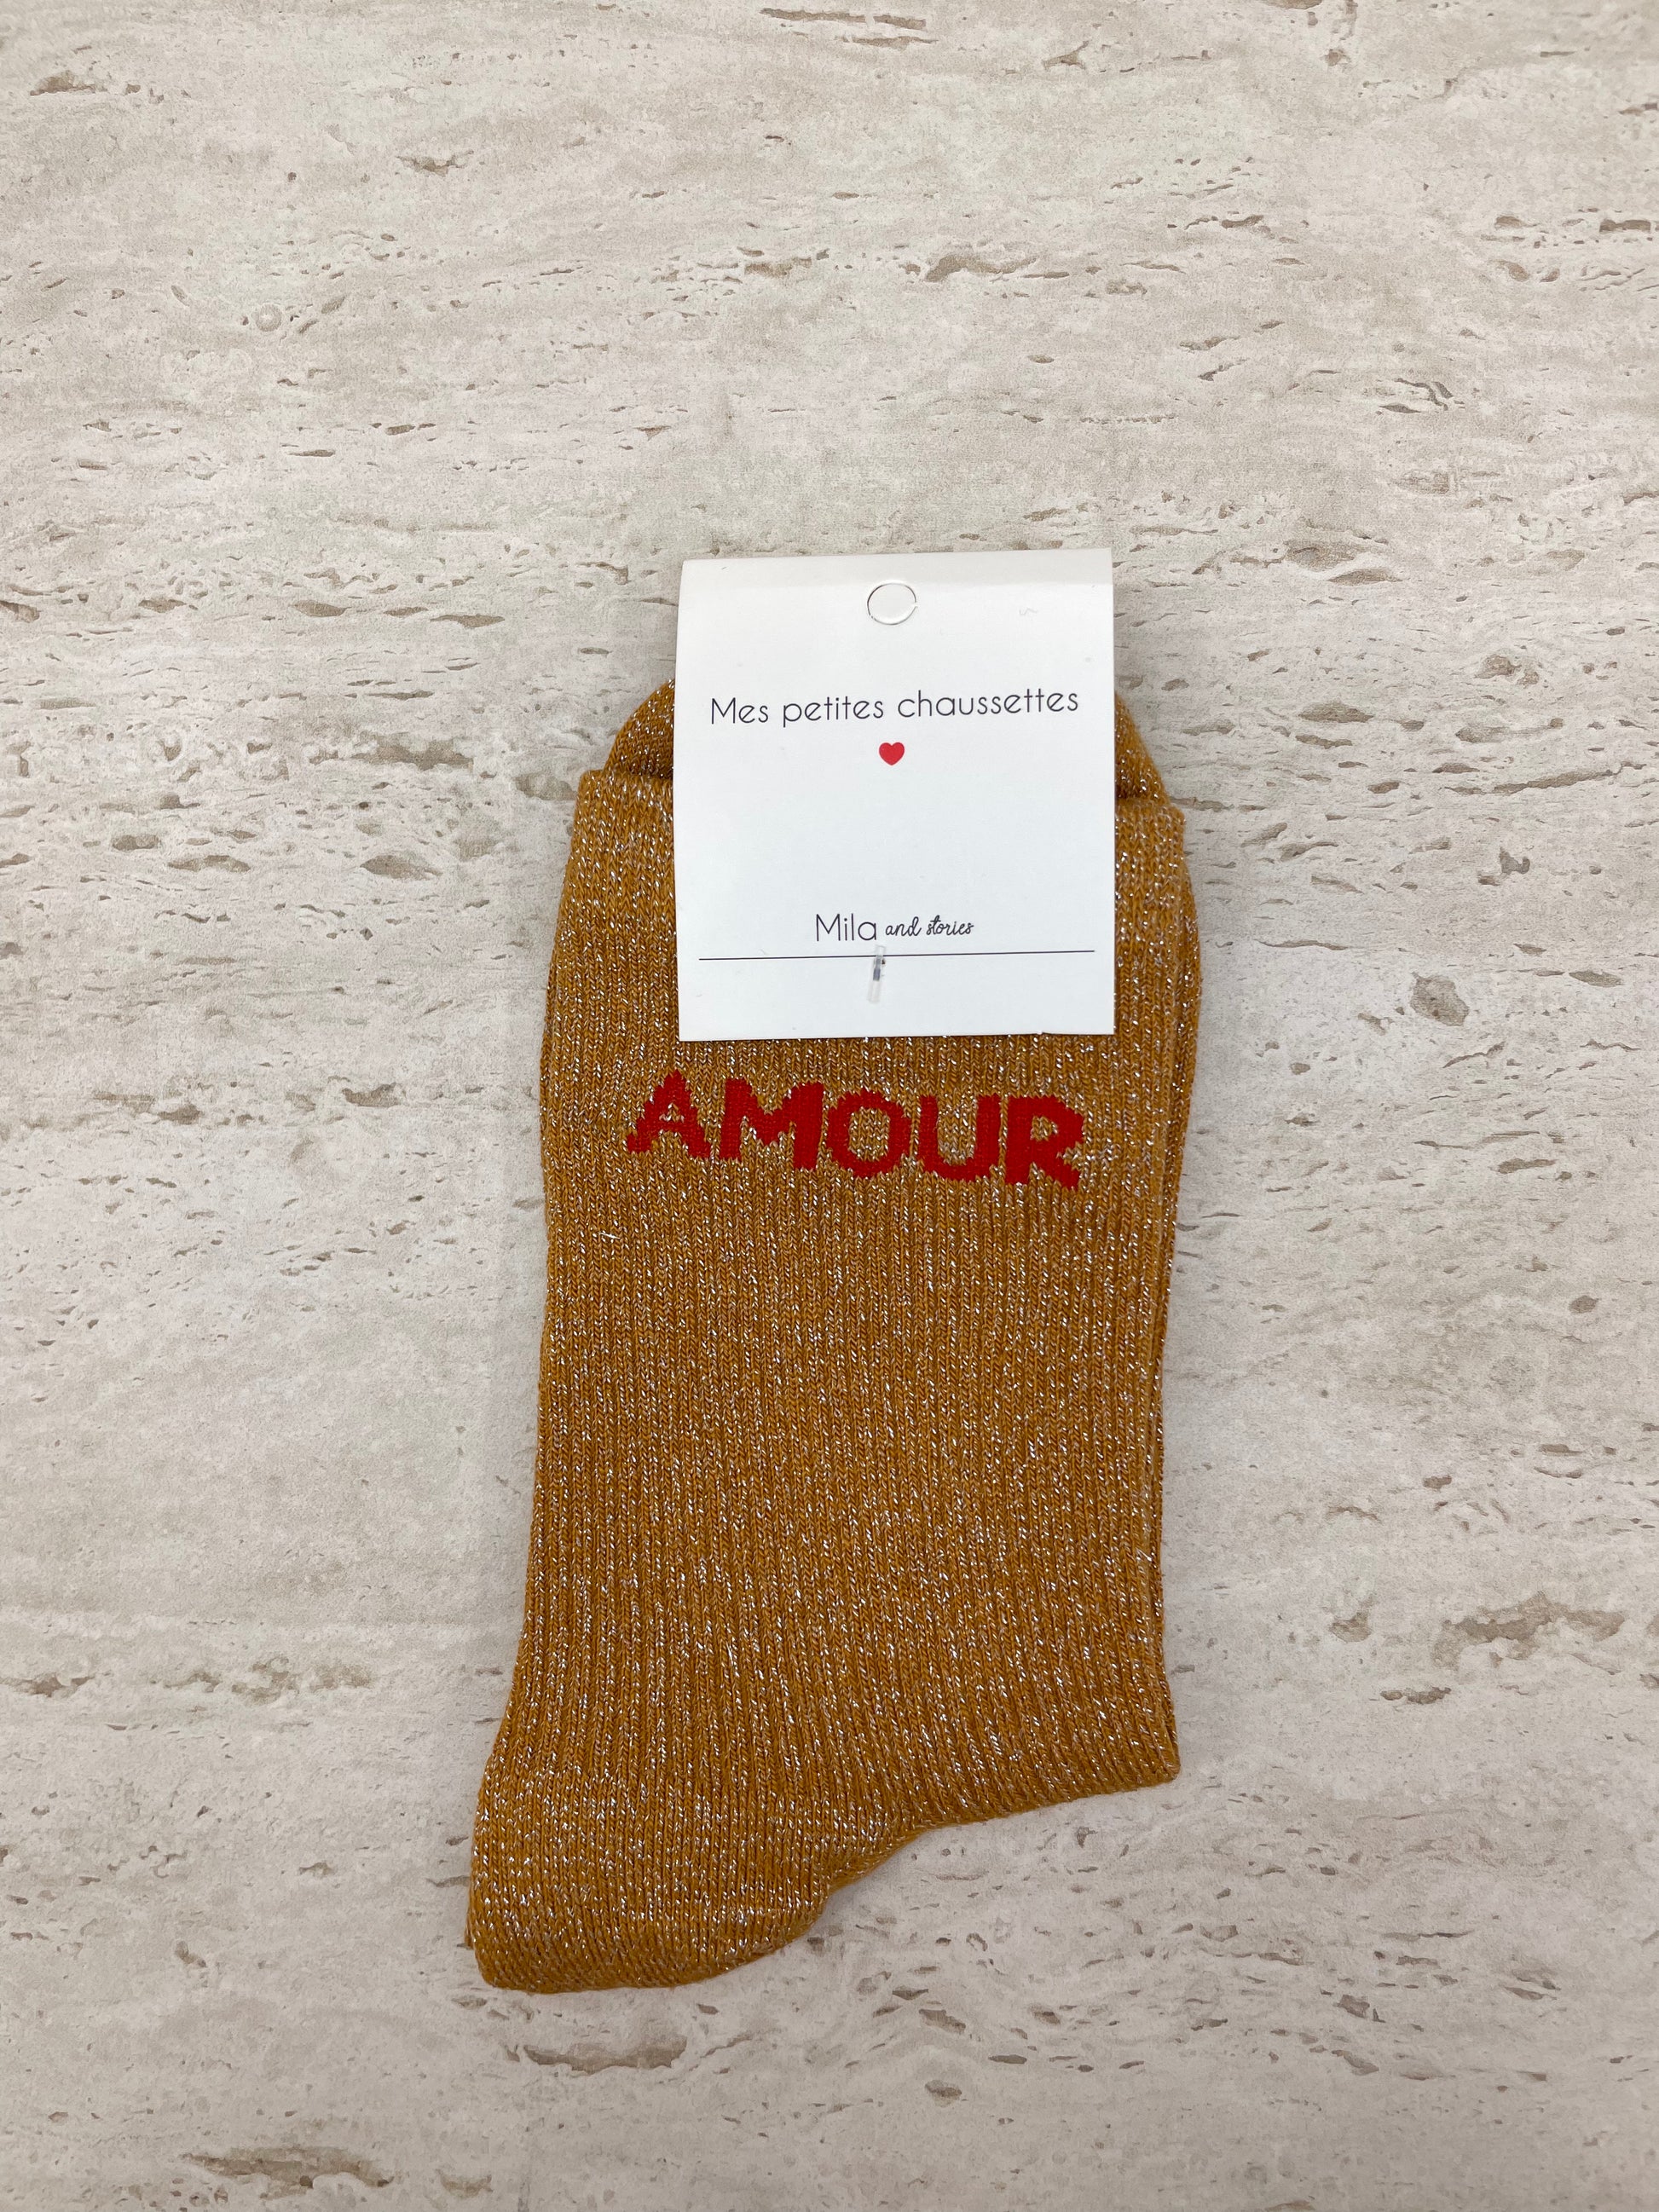 Mes petites chaussettes
Mila and stories
AMOUR